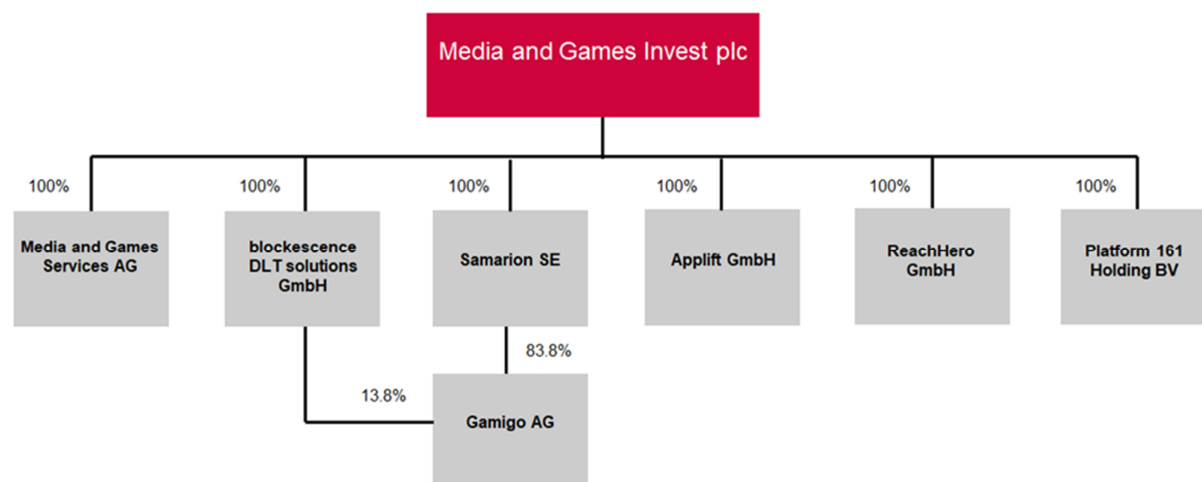 Media and Games Invest plc
100%
100%
100%
100%
100%
100%
Media and Games
Services AG
blockescence
DLT solutions
GmbH
Samarion SE
Applift GmbH
ReachHero
GmbH
Platform 161
Holding BV
83.8%
13.8%
Gamigo AG